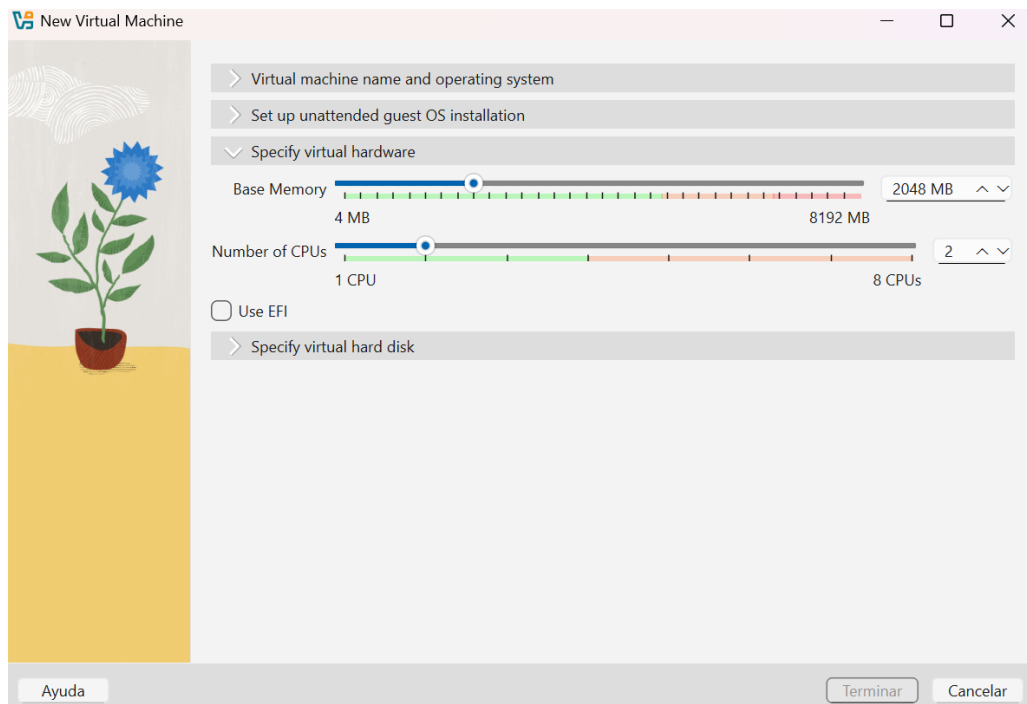 New Virtual Machine
Virtual machine name and operating system
Set up unattended guest OS installation
Specify virtual hardware
Base Memory 2048 MB
4 MB 8192 MB
Number of CPUs 2
1 CPU 8 CPUs
Use EFI
Specify virtual hard disk
Ayuda Terminar Cancelar